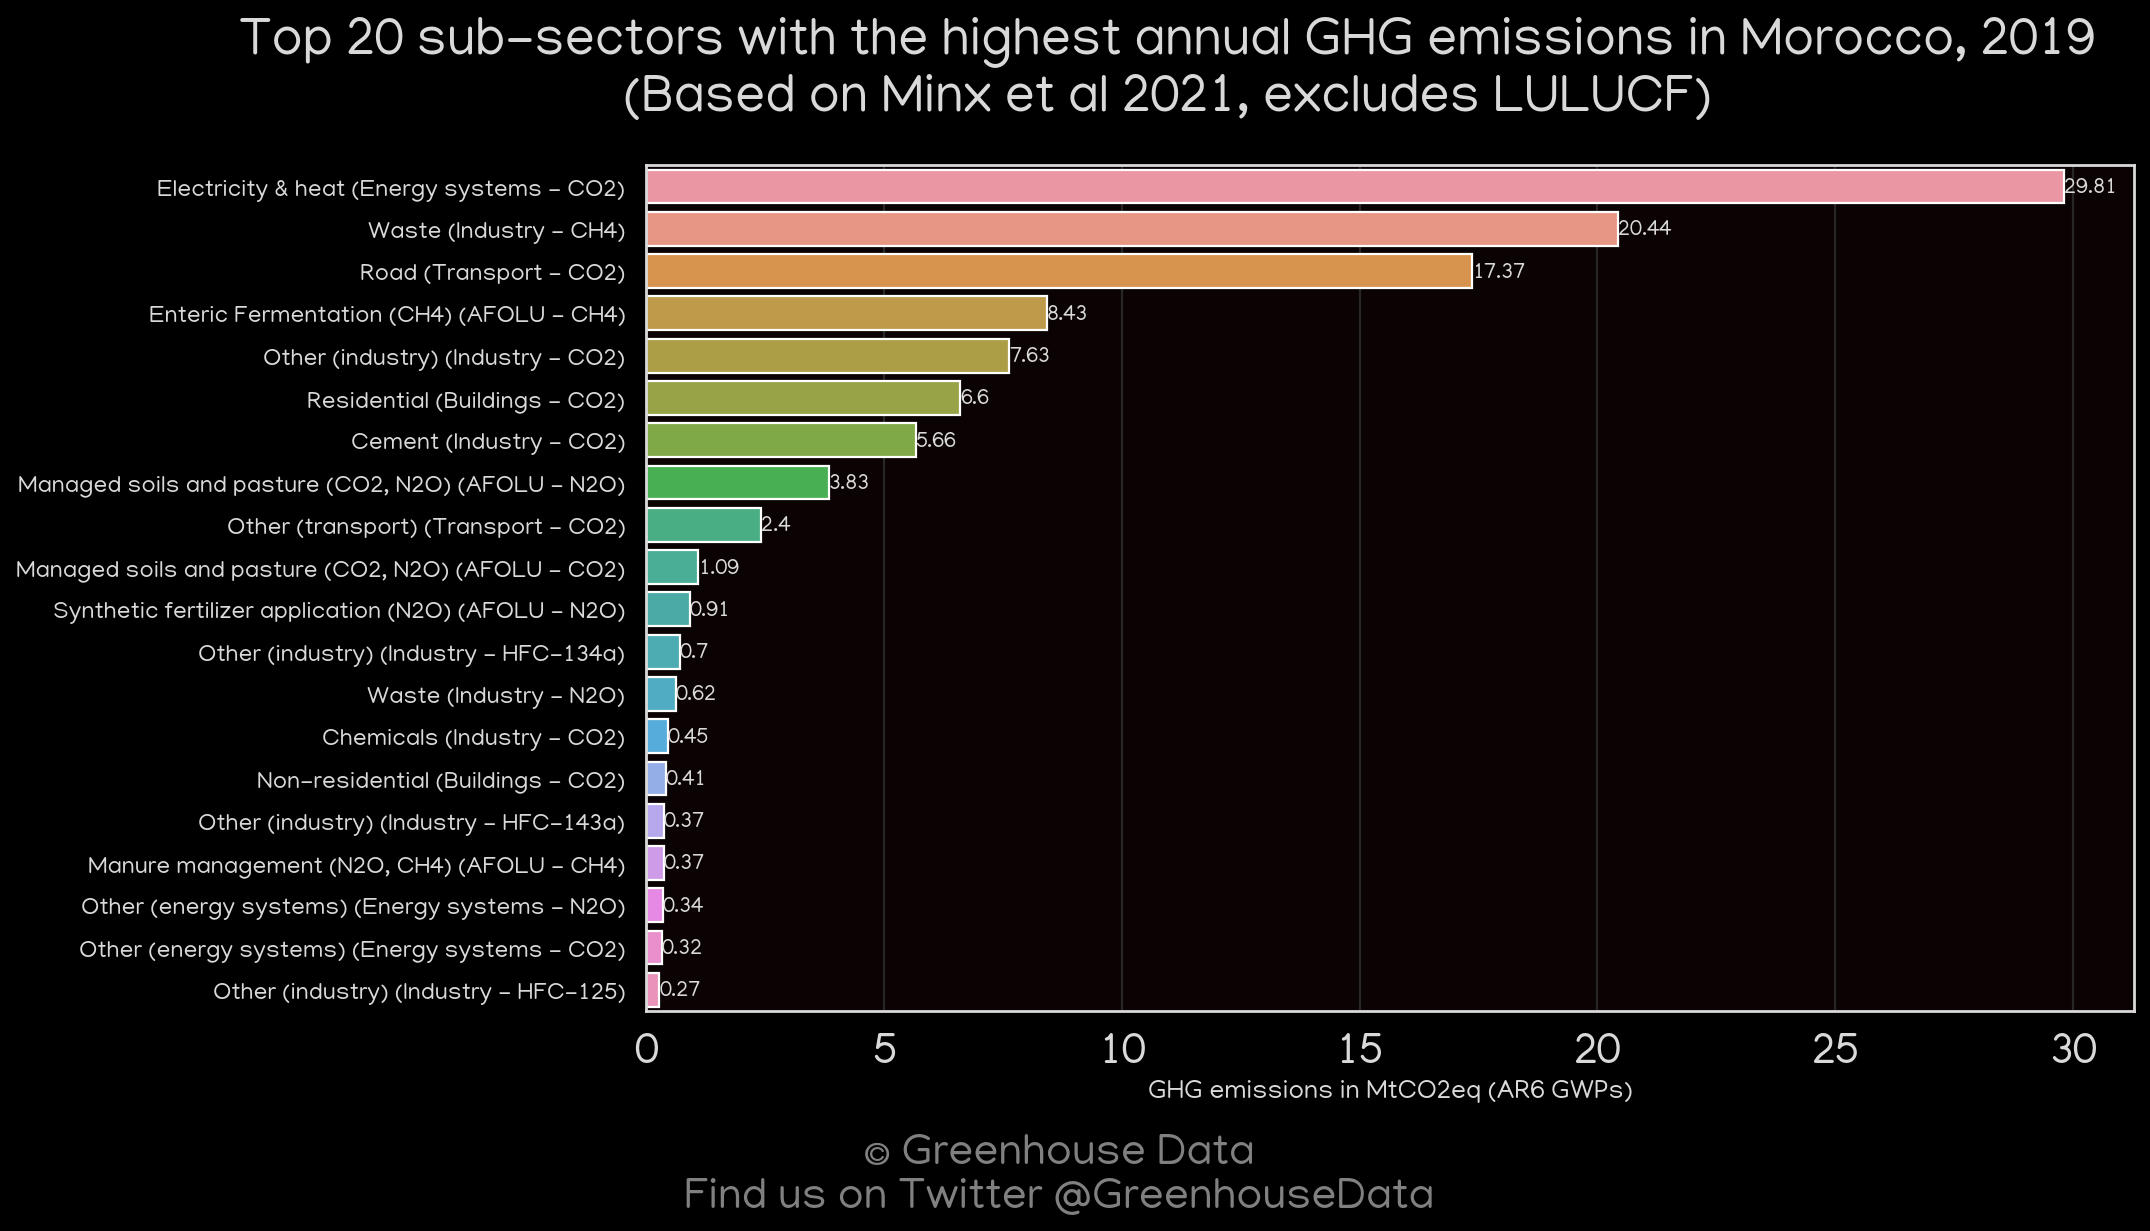 Top 20 sub-sectors with the highest annual GHG emissions in Morocco, 2019
(Based on Minx et al 2021, excludes LULUCF)
Electricity & heat (Energy systems - CO2) 29.81
Waste (Industry - CH4) 20.44
Road (Transport - CO2) 17.37
Enteric Fermentation (CH4) (AFOLU - CH4) 8.43
Other (industry) (Industry - CO2) 7.63
Residential (Buildings - CO2) 6.6
Cement (Industry - CO2) 5.66
Managed soils and pasture (CO2, N2O) (AFOLU - N2O) 3.83
Other (transport) (Transport - CO2) 2.4
Managed soils and pasture (CO2, N2O) (AFOLU - CO2) 1.09
Synthetic fertilizer application (N2O) (AFOLU - N2O) 0.91
Other (industry) (Industry - HFC-134a) 0.7
Waste (Industry - N2O) 0.62
Chemicals (Industry - CO2) 0.45
Non-residential (Buildings - CO2) 0.41
Other (industry) (Industry - HFC-143a) 0.37
Manure management (N2O, CH4) (AFOLU - CH4) 0.37
Other (energy systems) (Energy systems - N2O) 0.34
Other (energy systems) (Energy systems - CO2) 0.32
Other (industry) (Industry - HFC-125) 0.27
0 5 10 15 20 25 30
GHG emissions in MtCO2eq (AR6 GWPs)
© Greenhouse Data
Find us on Twitter @GreenhouseData